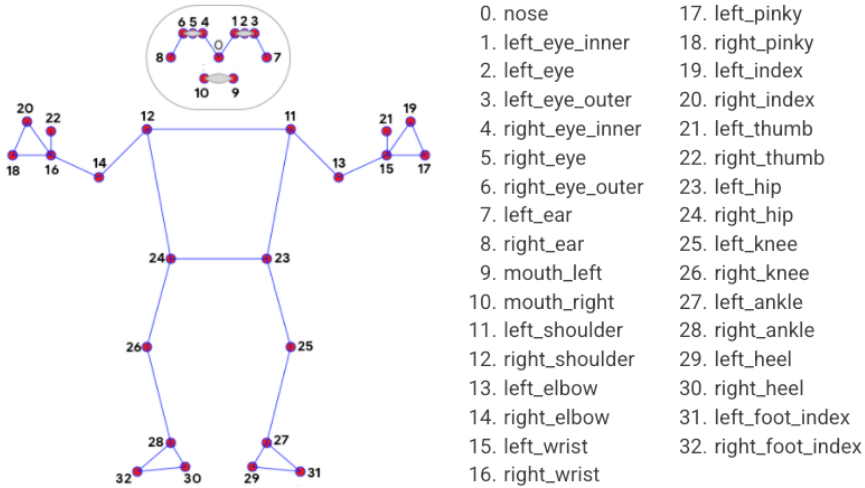 6 5 4
1 2 3
0
8
7
10 9
20
22
12
11
21
19
18
16
14
13
15
17
24
23
26
25
28
27
32
30
29
31
0. nose
1. left_eye_inner
2. left_eye
3. left_eye_outer
4. right_eye_inner
5. right_eye
6. right_eye_outer
7. left_ear
8. right_ear
9. mouth_left
10. mouth_right
11. left_shoulder
12. right_shoulder
13. left_elbow
14. right_elbow
15. left_wrist
16. right_wrist
17. left_pinky
18. right_pinky
19. left_index
20. right_index
21. left_thumb
22. right_thumb
23. left_hip
24. right_hip
25. left_knee
26. right_knee
27. left_ankle
28. right_ankle
29. left_heel
30. right_heel
31. left_foot_index
32. right_foot_index